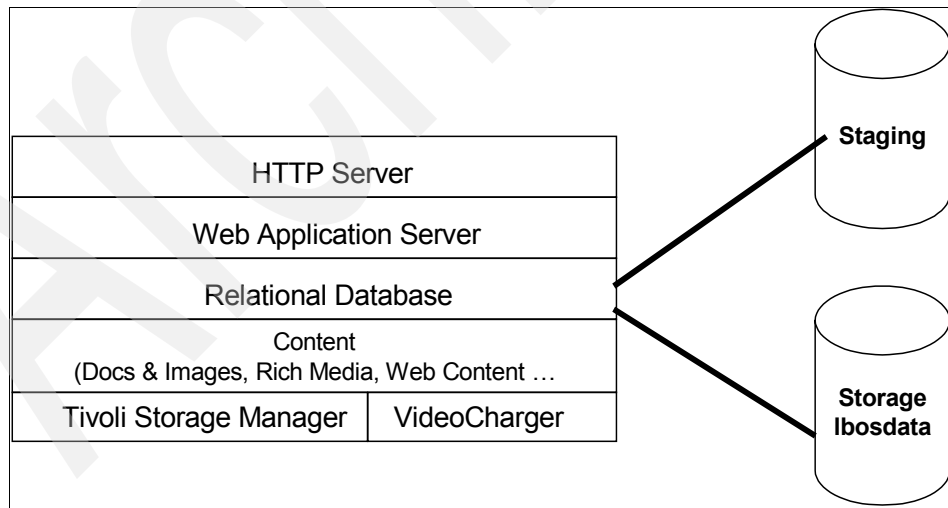 HTTP Server
Web Application Server
Relational Database
Content
(Docs & Images, Rich Media, Web Content …
Tivoli Storage Manager
VideoCharger
Staging
Storage
lbosdata